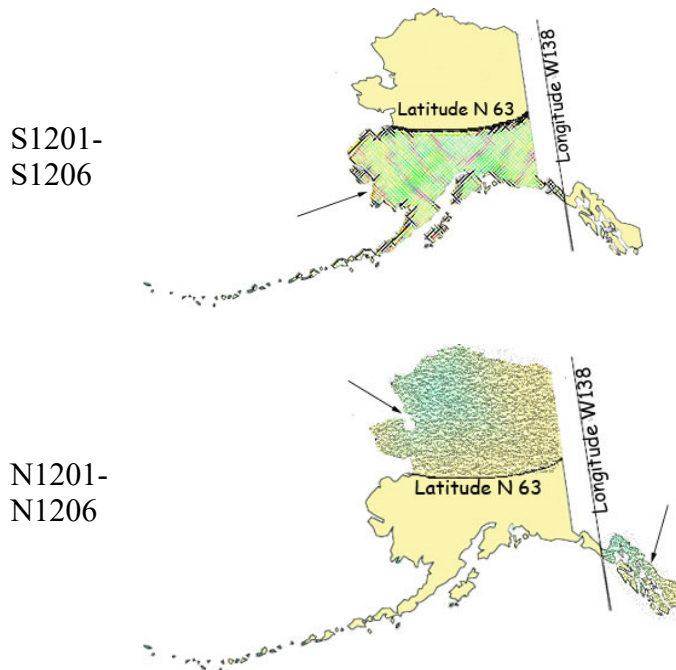 Latitude N 63
Longitude W138
S1201-
S1206
Latitude N 63
Longitude W138
N1201-
N1206